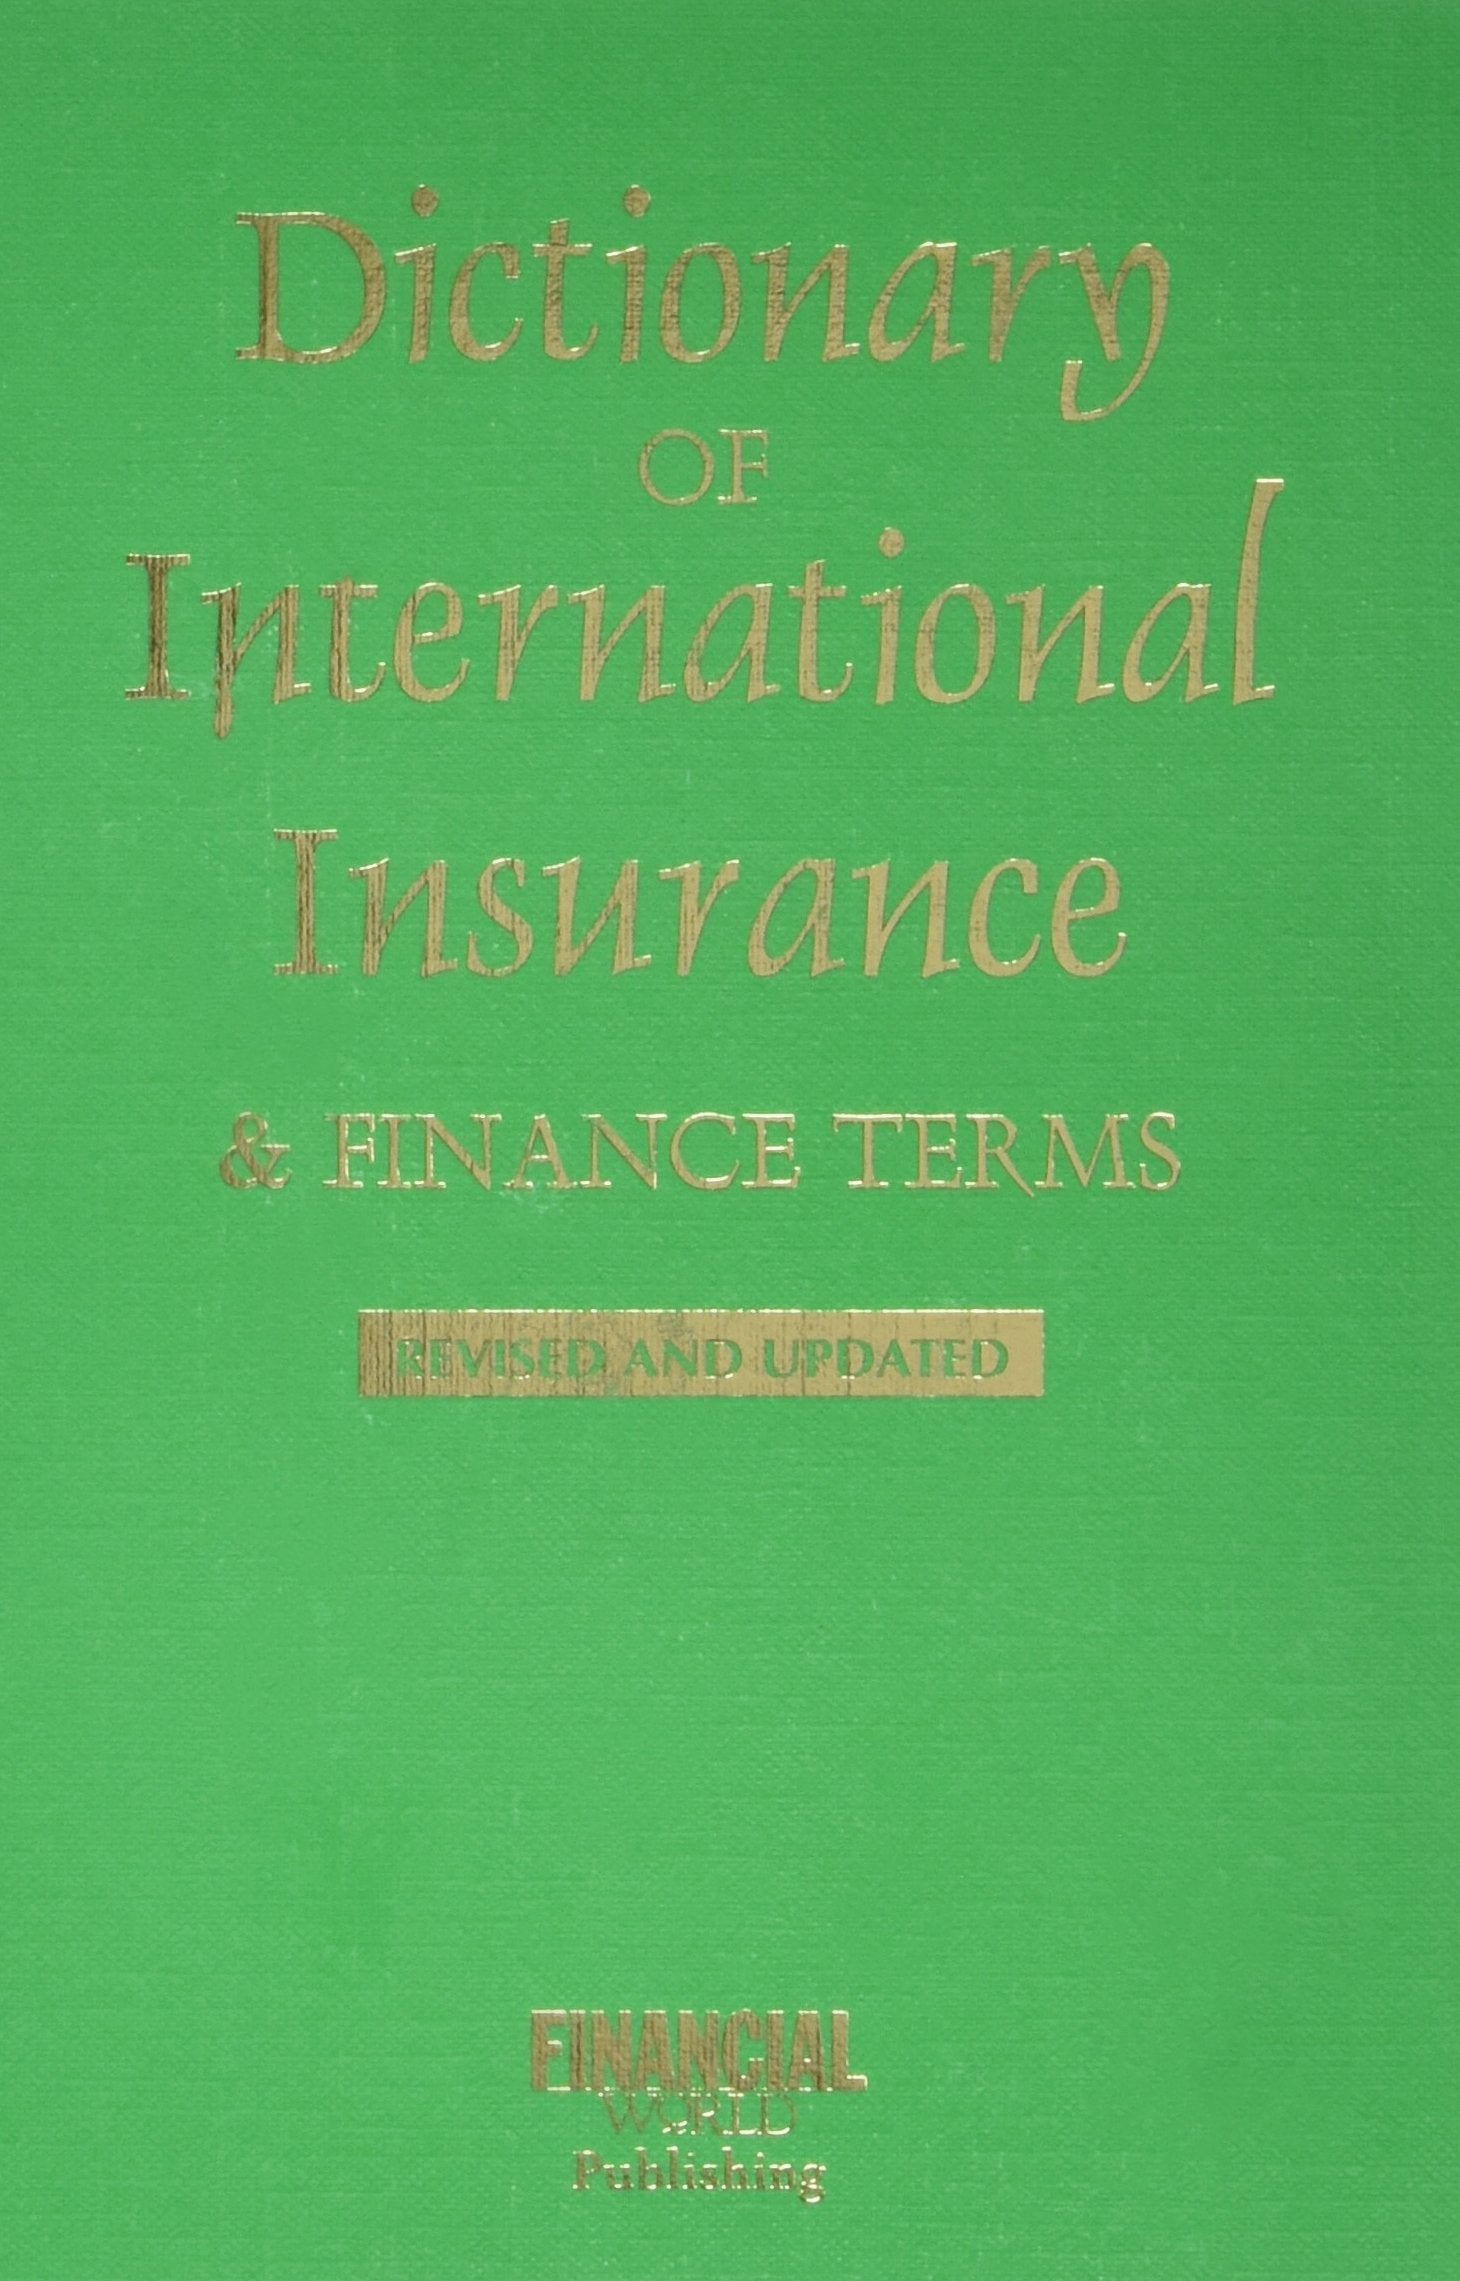 Dictionary
OF
International
Insurance
& FINANCE TERMS
REVISED AND UPDATED
FINANCIAL
WORLD
Publishing